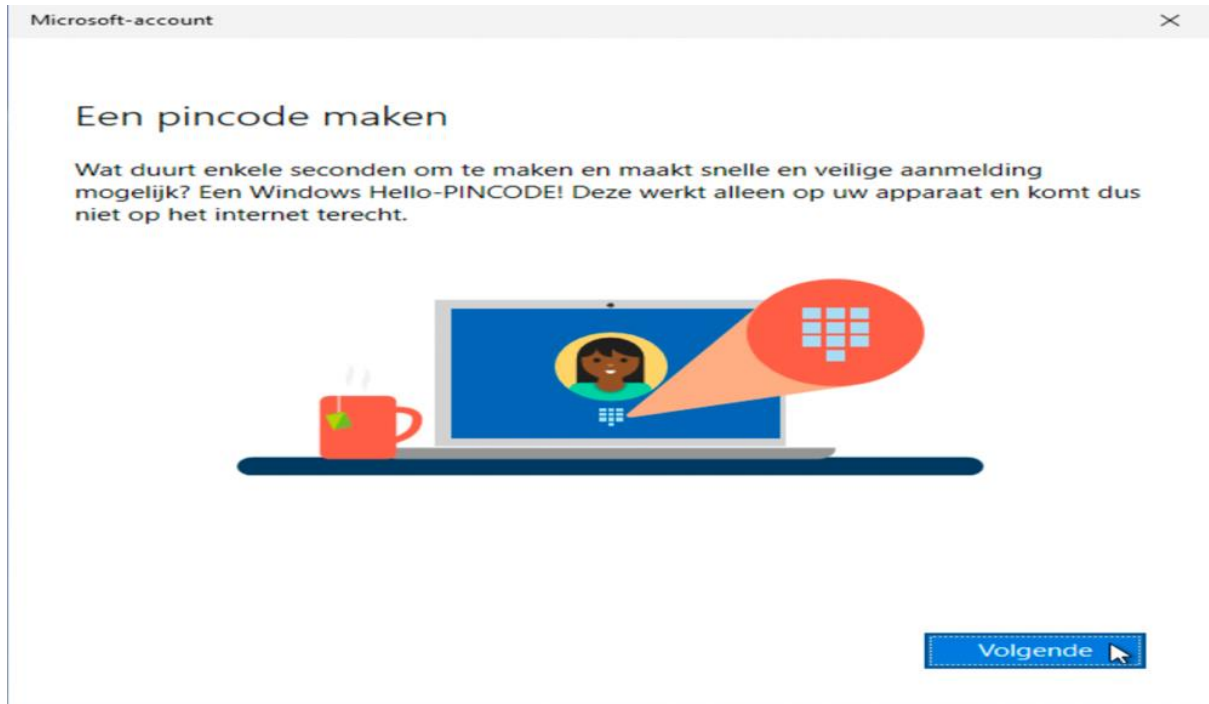 Microsoft-account
Een pincode maken
Wat duurt enkele seconden om te maken en maakt snelle en veilige aanmelding
mogelijk? Een Windows Hello-PINCODE! Deze werkt alleen op uw apparaat en komt dus
niet op het internet terecht.
Volgende